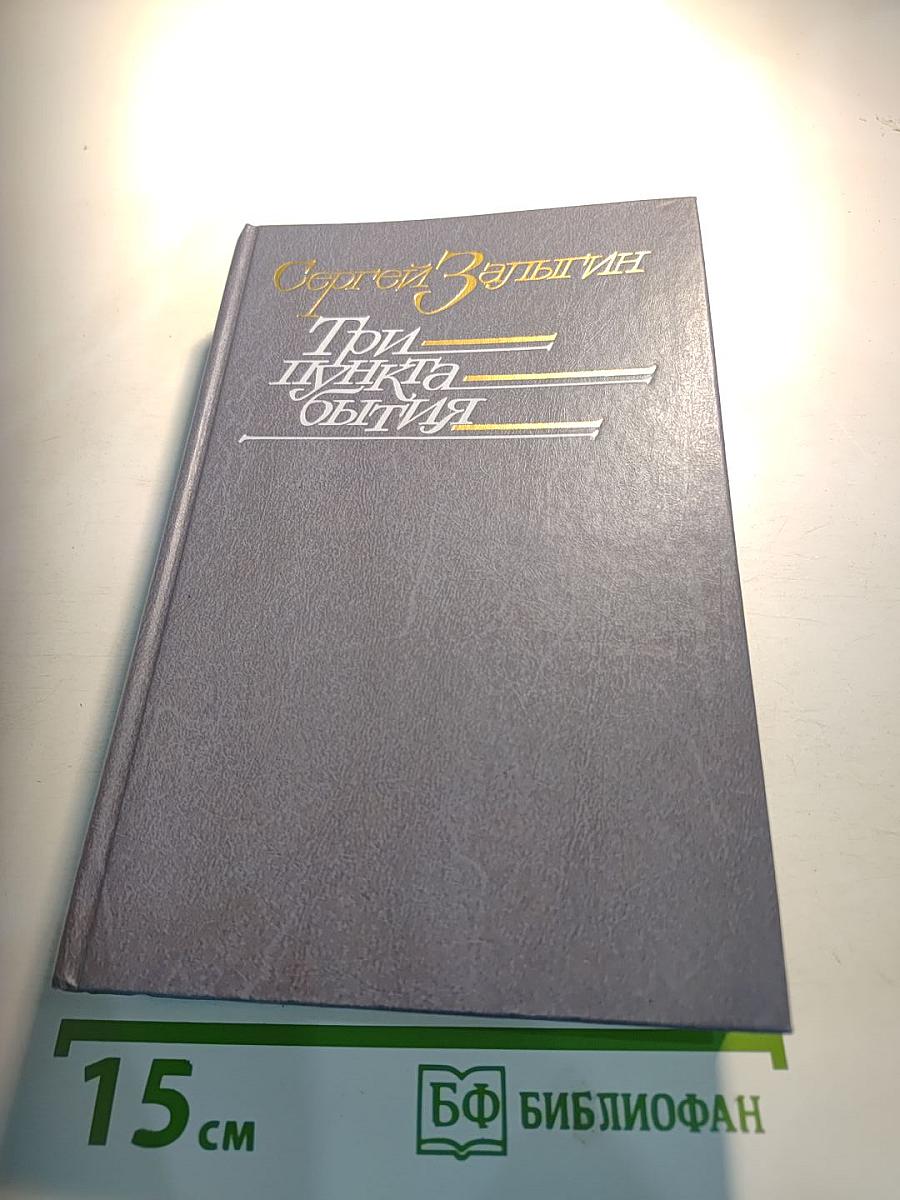 Сергей Залыгин
Три
пункта
бытия
15 см
БФ БИБЛИОФАН